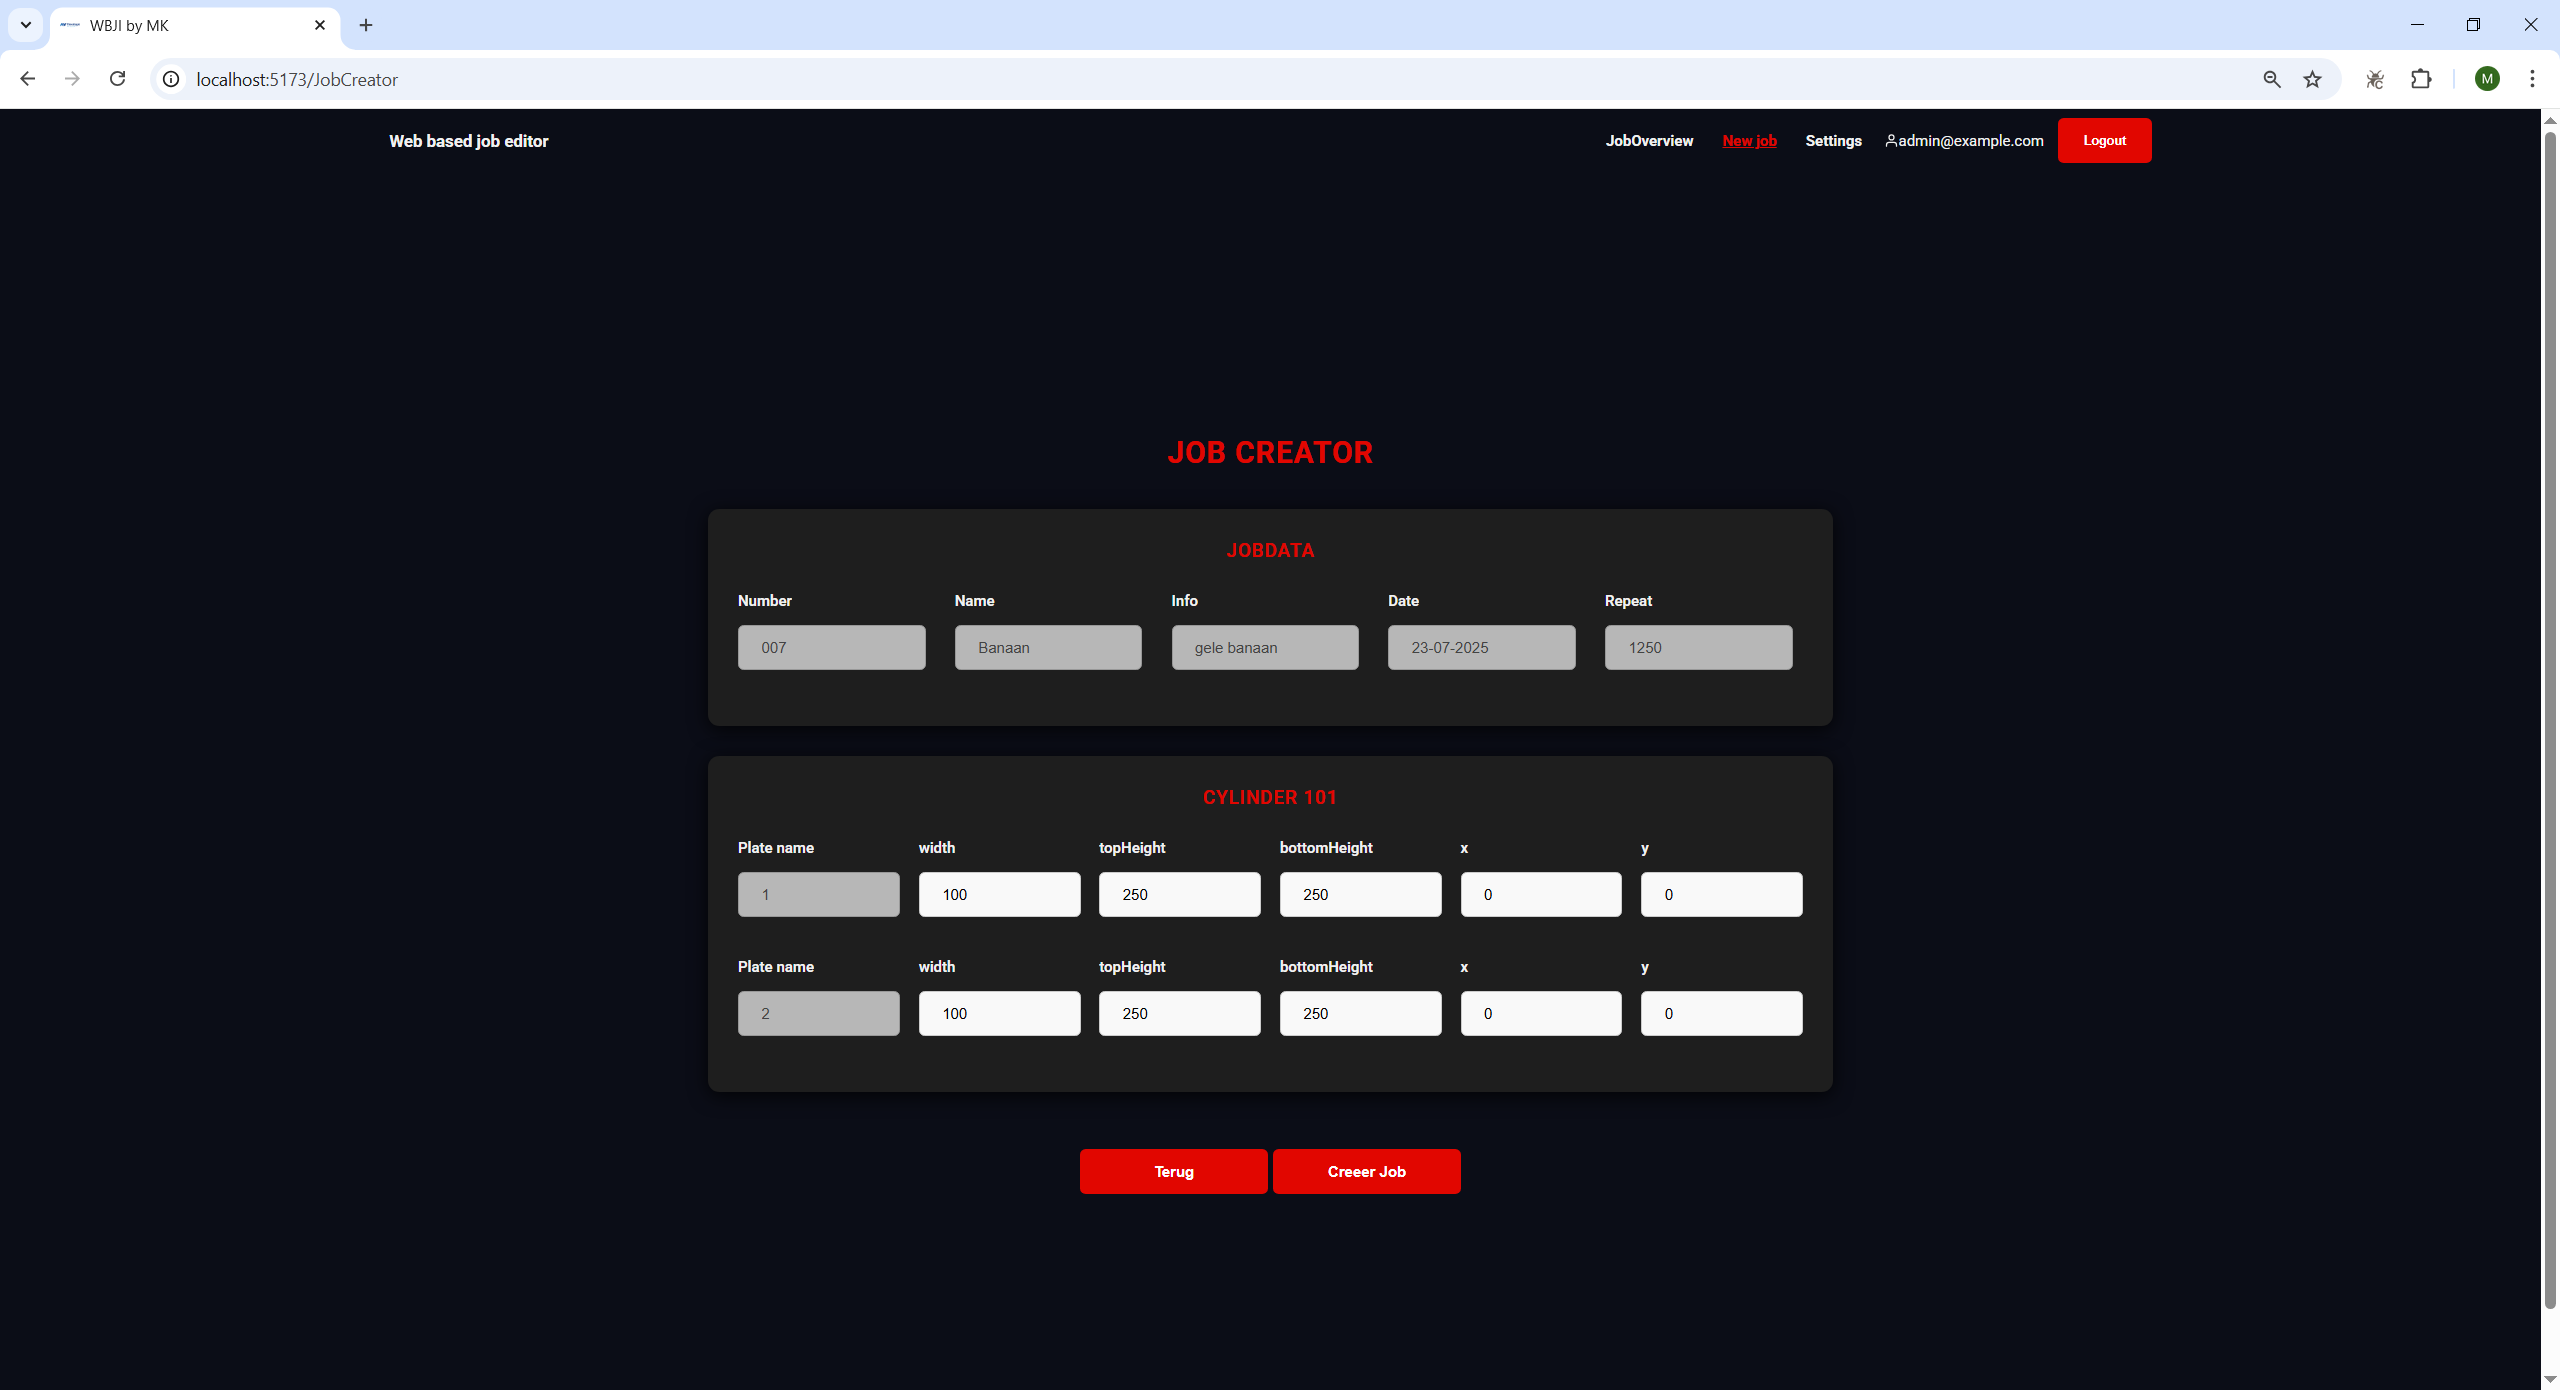 WBJI by MK
localhost:5173/JobCreator
M
Web based job editor
JobOverview New job Settings admin@example.com Logout
JOB CREATOR
JOBDATA
Number Name Info Date Repeat
007 Banaan gele banaan 23-07-2025 1250
CYLINDER 101
Plate name width topHeight bottomHeight x y
1 100 250 250 0 0
Plate name width topHeight bottomHeight x y
2 100 250 250 0 0
Terug Creeer Job